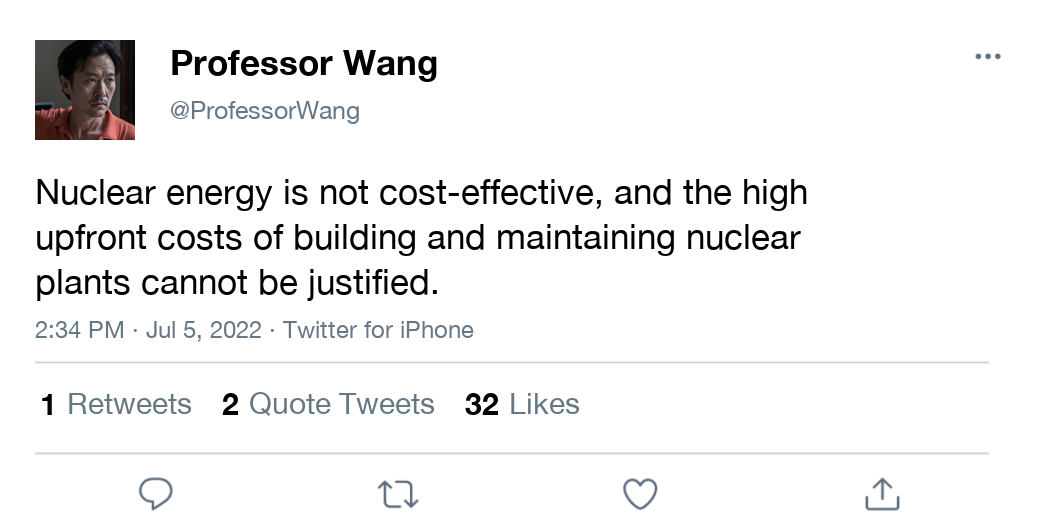 Professor Wang
@ProfessorWang
Nuclear energy is not cost-effective, and the high
upfront costs of building and maintaining nuclear
plants cannot be justified.
2:34 PM · Jul 5, 2022 · Twitter for iPhone
1 Retweets 2 Quote Tweets 32 Likes